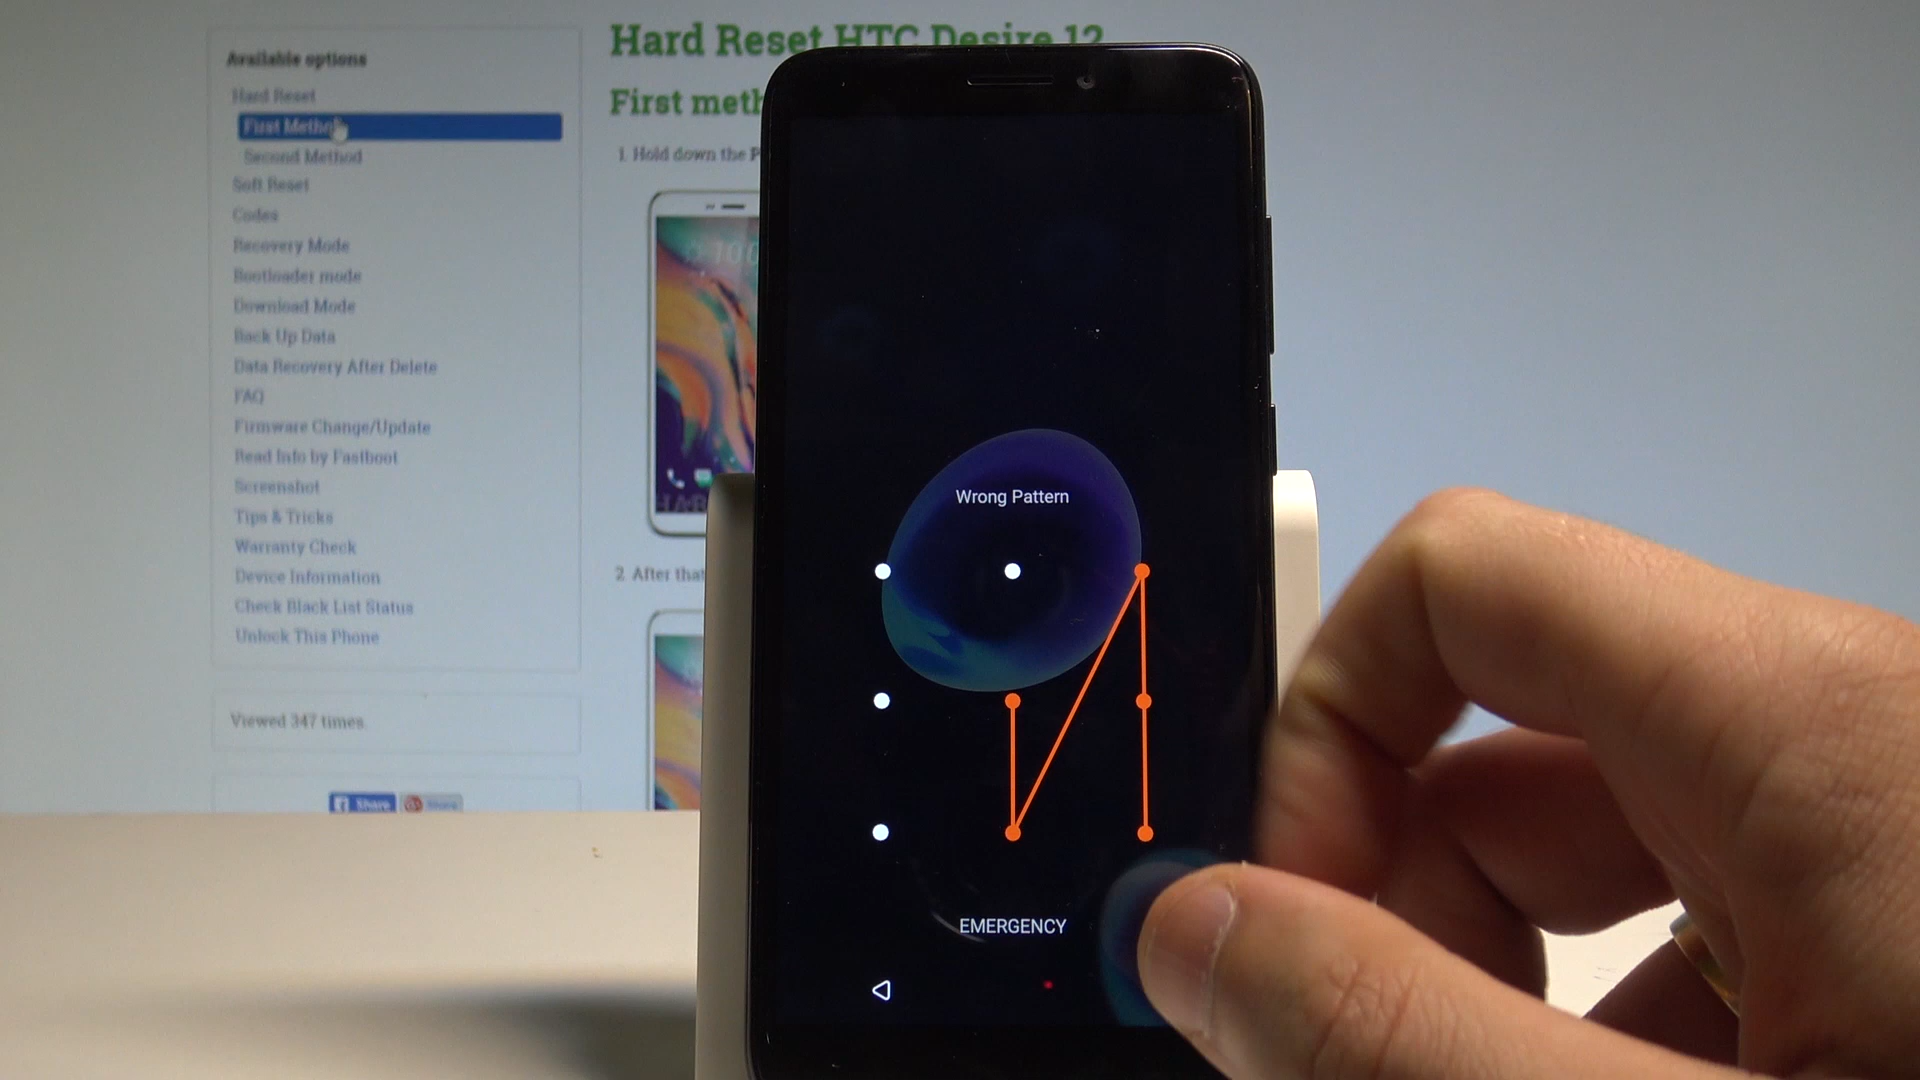 Available options
Hard Reset
First Method
Second Method
Soft Reset
Codes
Recovery Mode
Bootloader mode
Download Mode
Back Up Data
Data Recovery After Delete
FAQ
Firmware Change/Update
Read Info by Fastboot
Screenshot
Tips & Tricks
Warranty Check
Device Information
Check Black List Status
Unlock This Phone
Viewed 347 times.
Share
Share
Hard Reset HTC Desire 12
First meth
1. Hold down the P
2. After that
Wrong Pattern
EMERGENCY